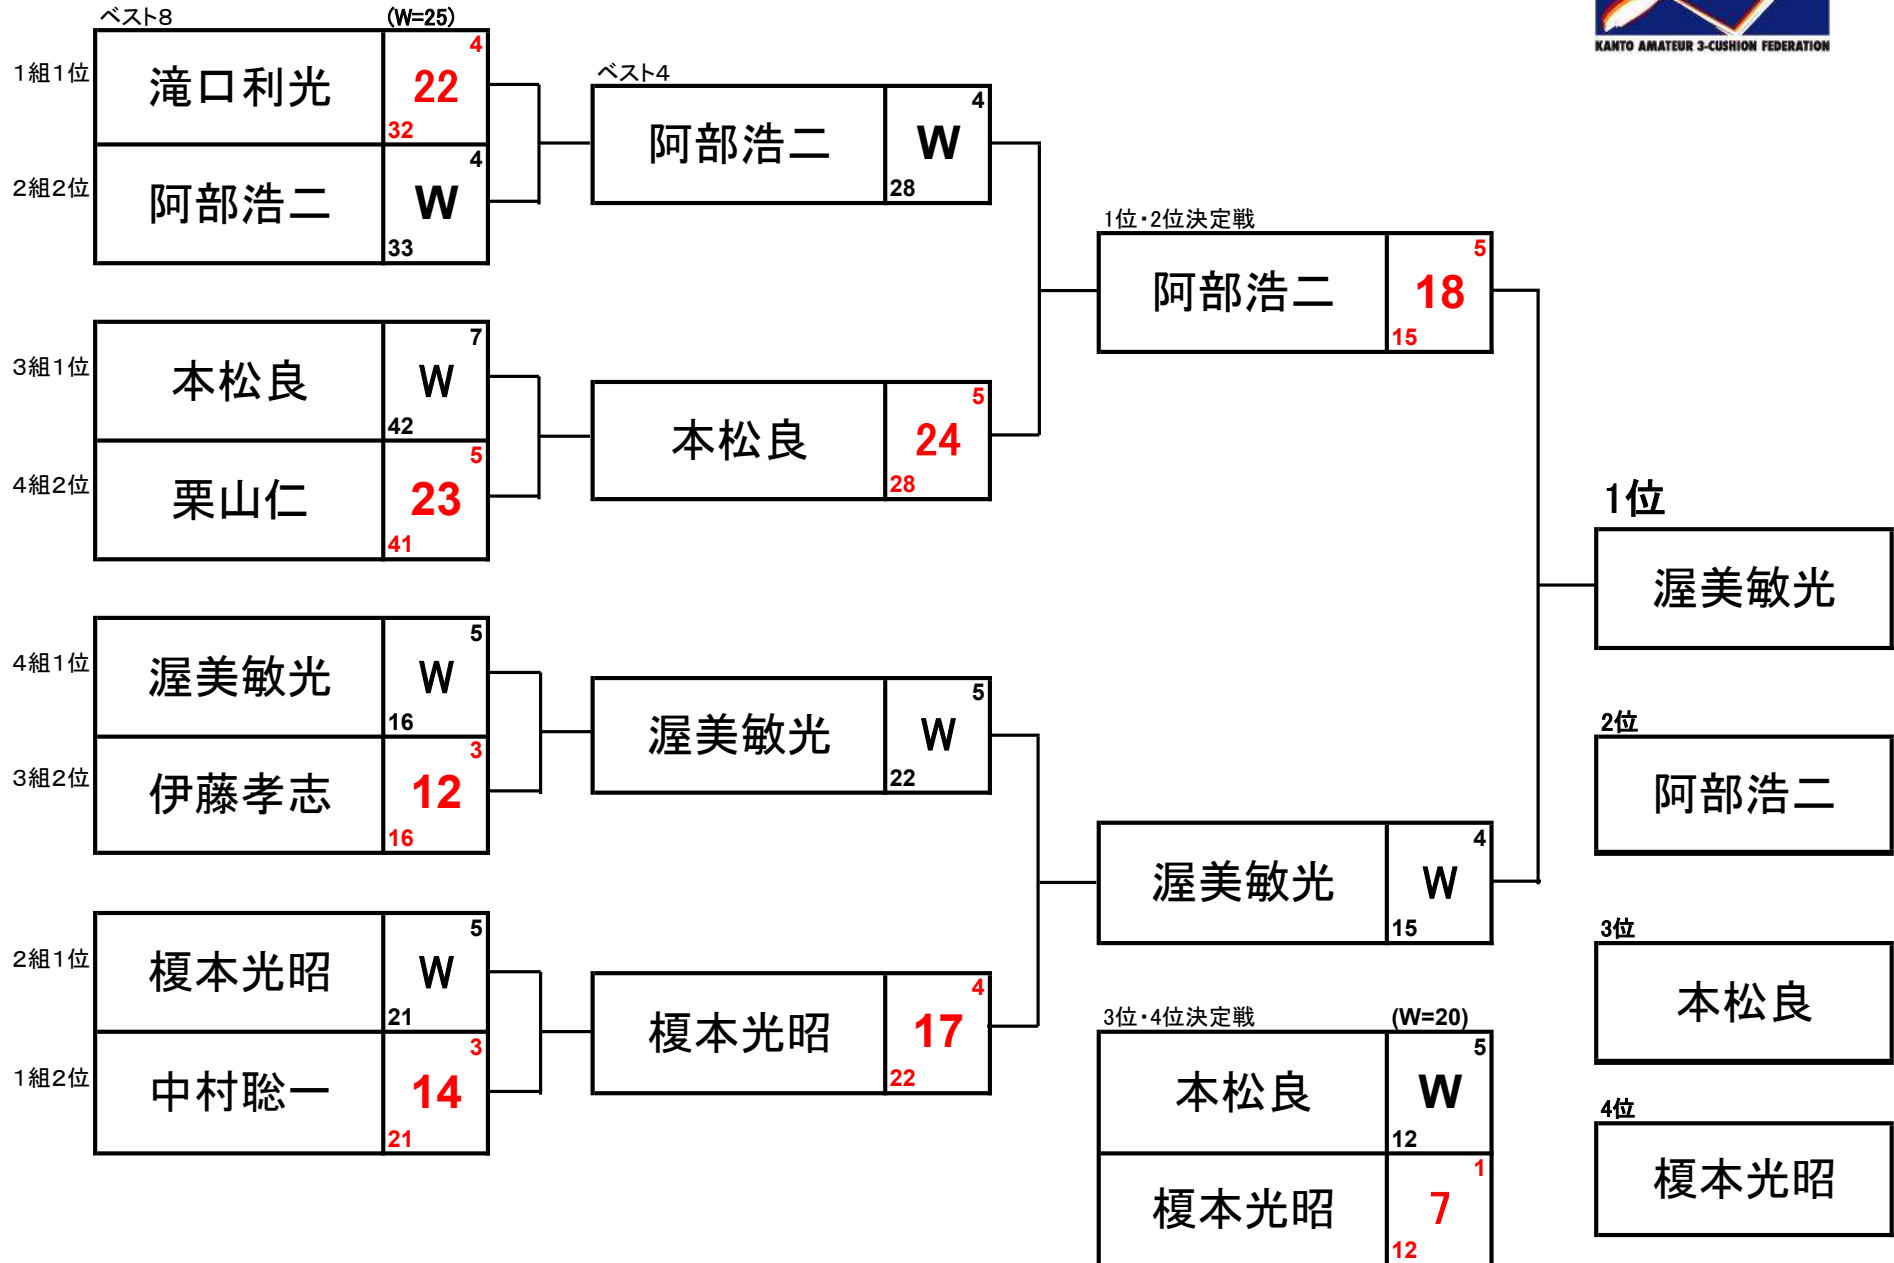 ベスト8 (W=25)
1組1位 滝口利光 4 22 32
2組2位 阿部浩二 4 W 33
3組1位 本松良 7 W 42
4組2位 栗山仁 5 23 41
4組1位 渥美敏光 5 W 16
3組2位 伊藤孝志 3 12 16
2組1位 榎本光昭 5 W 21
1組2位 中村聡一 3 14 21
ベスト4
阿部浩二 4 W 28
本松良 5 24 28
渥美敏光 5 W 22
榎本光昭 4 17 22
1位・2位決定戦
阿部浩二 5 18 15
渥美敏光 4 W 15
3位・4位決定戦 (W=20)
本松良 5 W 12
榎本光昭 1 7 12
KANTO AMATEUR 3-CUSHION FEDERATION
1位
渥美敏光
2位
阿部浩二
3位
本松良
4位
榎本光昭